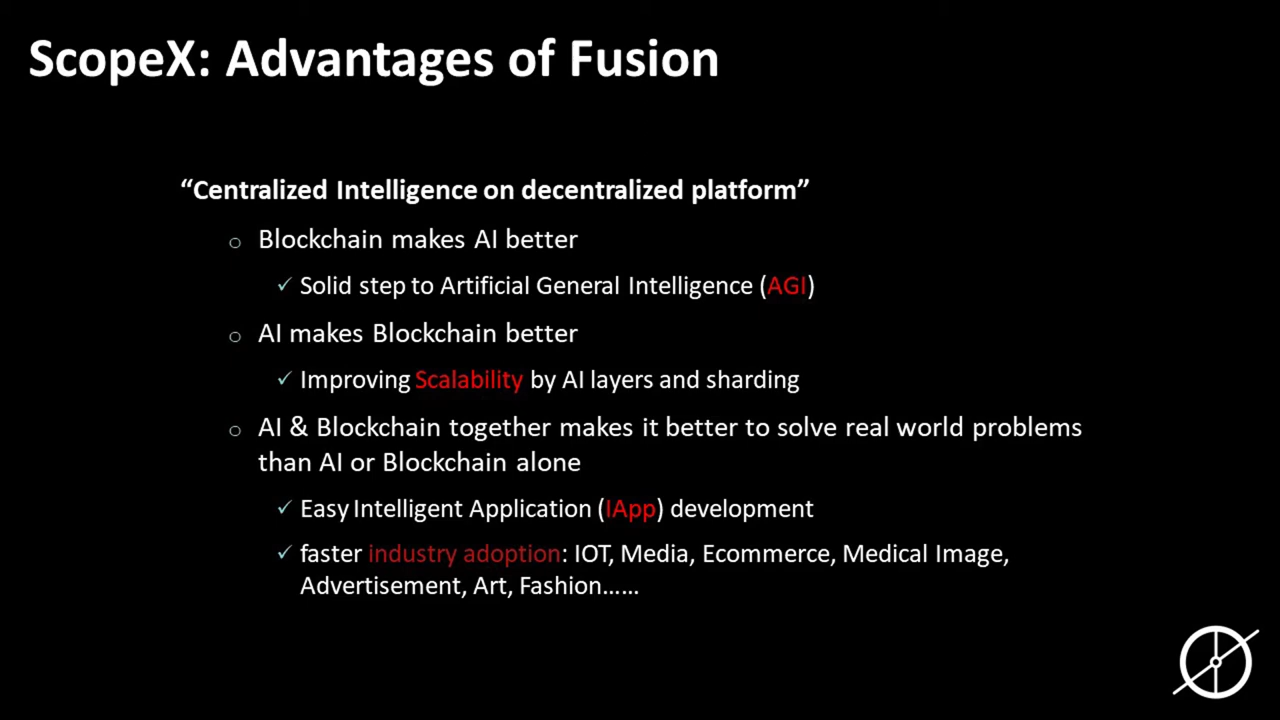 ScopeX: Advantages of Fusion
“Centralized Intelligence on decentralized platform”
○ Blockchain makes AI better
✓ Solid step to Artificial General Intelligence (AGI)
○ AI makes Blockchain better
✓ Improving Scalability by AI layers and sharding
○ AI & Blockchain together makes it better to solve real world problems
than AI or Blockchain alone
✓ Easy Intelligent Application (IApp) development
✓ faster industry adoption: IOT, Media, Ecommerce, Medical Image,
Advertisement, Art, Fashion……